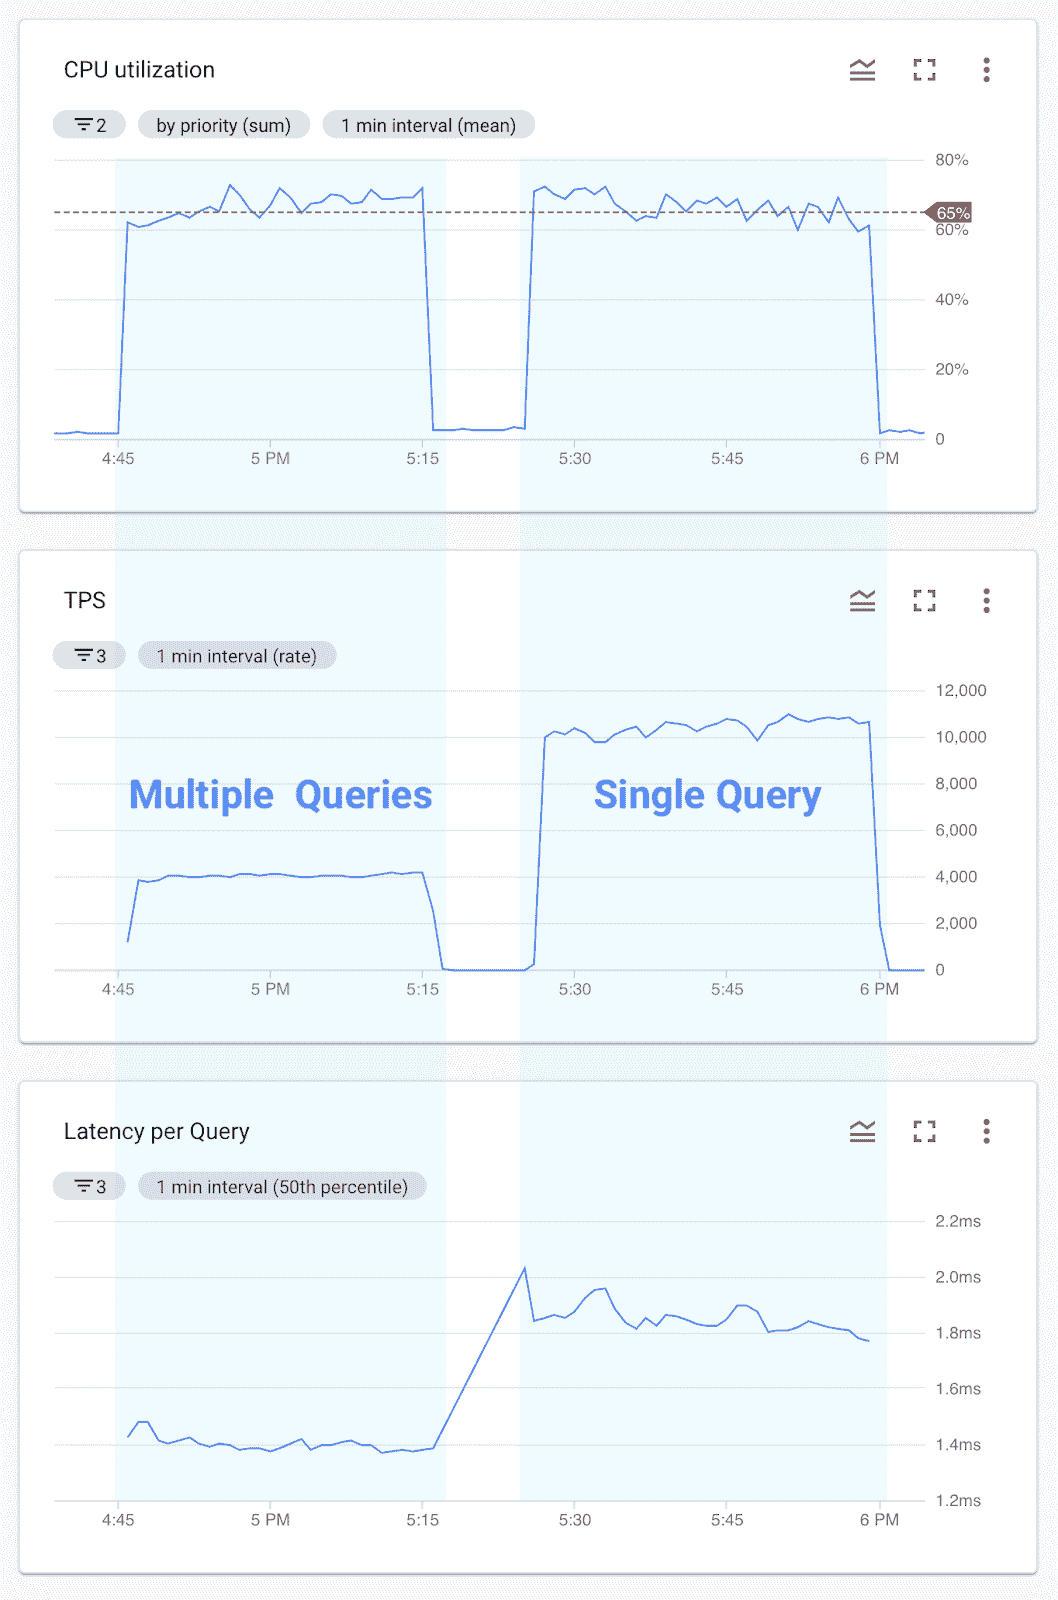 CPU utilization
2 by priority (sum) 1 min interval (mean)
80%
65%
60%
40%
20%
0
4:45 5 PM 5:15 5:30 5:45 6 PM
TPS
3 1 min interval (rate)
12,000
10,000
8,000
Multiple Queries Single Query
6,000
4,000
2,000
0
4:45 5 PM 5:15 5:30 5:45 6 PM
Latency per Query
3 1 min interval (50th percentile)
2.2ms
2.0ms
1.8ms
1.6ms
1.4ms
1.2ms
4:45 5 PM 5:15 5:30 5:45 6 PM